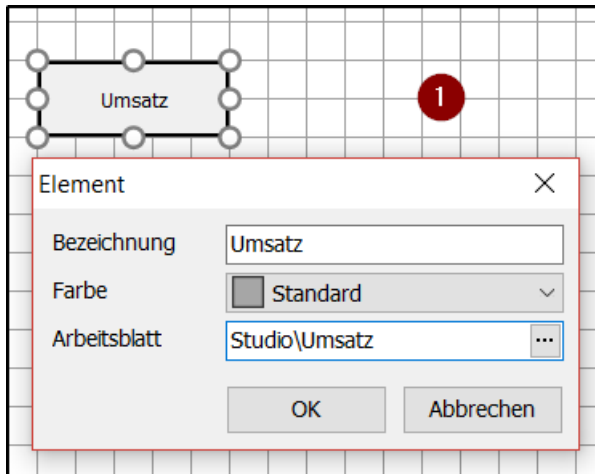 Umsatz
1
Element
Bezeichnung Umsatz
Farbe Standard
Arbeitsblatt Studio\Umsatz ...
OK Abbrechen